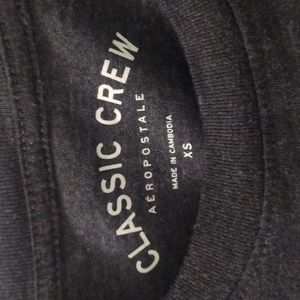 CLASSIC CREW
AÉROPOSTALE
MADE IN CAMBODIA
XS